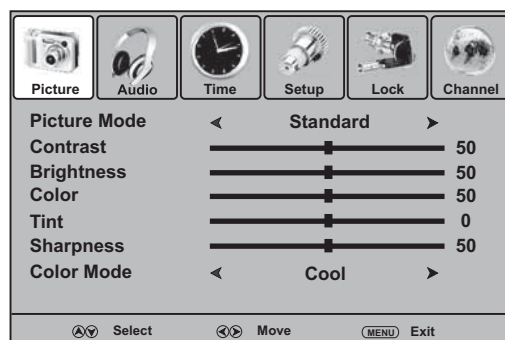 Picture Audio Time Setup Lock Channel
Picture Mode Standard
Contrast 50
Brightness 50
Color 50
Tint 0
Sharpness 50
Color Mode Cool
Select Move MENU Exit